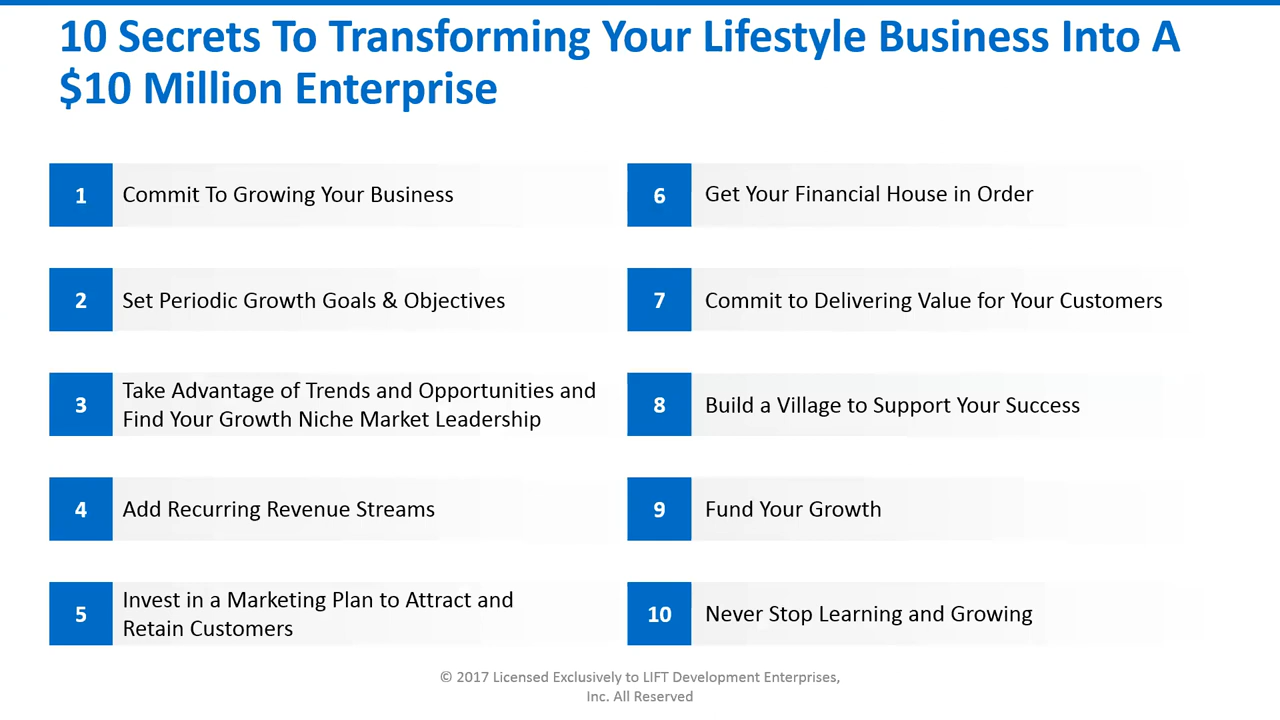 10 Secrets To Transforming Your Lifestyle Business Into A
$10 Million Enterprise
1 Commit To Growing Your Business
2 Set Periodic Growth Goals & Objectives
3 Take Advantage of Trends and Opportunities and
Find Your Growth Niche Market Leadership
4 Add Recurring Revenue Streams
5 Invest in a Marketing Plan to Attract and
Retain Customers
6 Get Your Financial House in Order
7 Commit to Delivering Value for Your Customers
8 Build a Village to Support Your Success
9 Fund Your Growth
10 Never Stop Learning and Growing
© 2017 Licensed Exclusively to LIFT Development Enterprises,
Inc. All Reserved